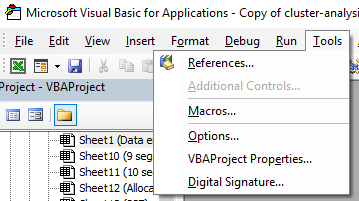 Microsoft Visual Basic for Applications - Copy of cluster-analysi
File Edit View Insert Format Debug Run Tools
References...
Additional Controls...
Macros...
Options...
VBAProject Properties...
Digital Signature...
Project - VBAProject
Sheet1 (Data e
Sheet10 (9 seg
Sheet11 (10 se
Sheet12 (Alloca